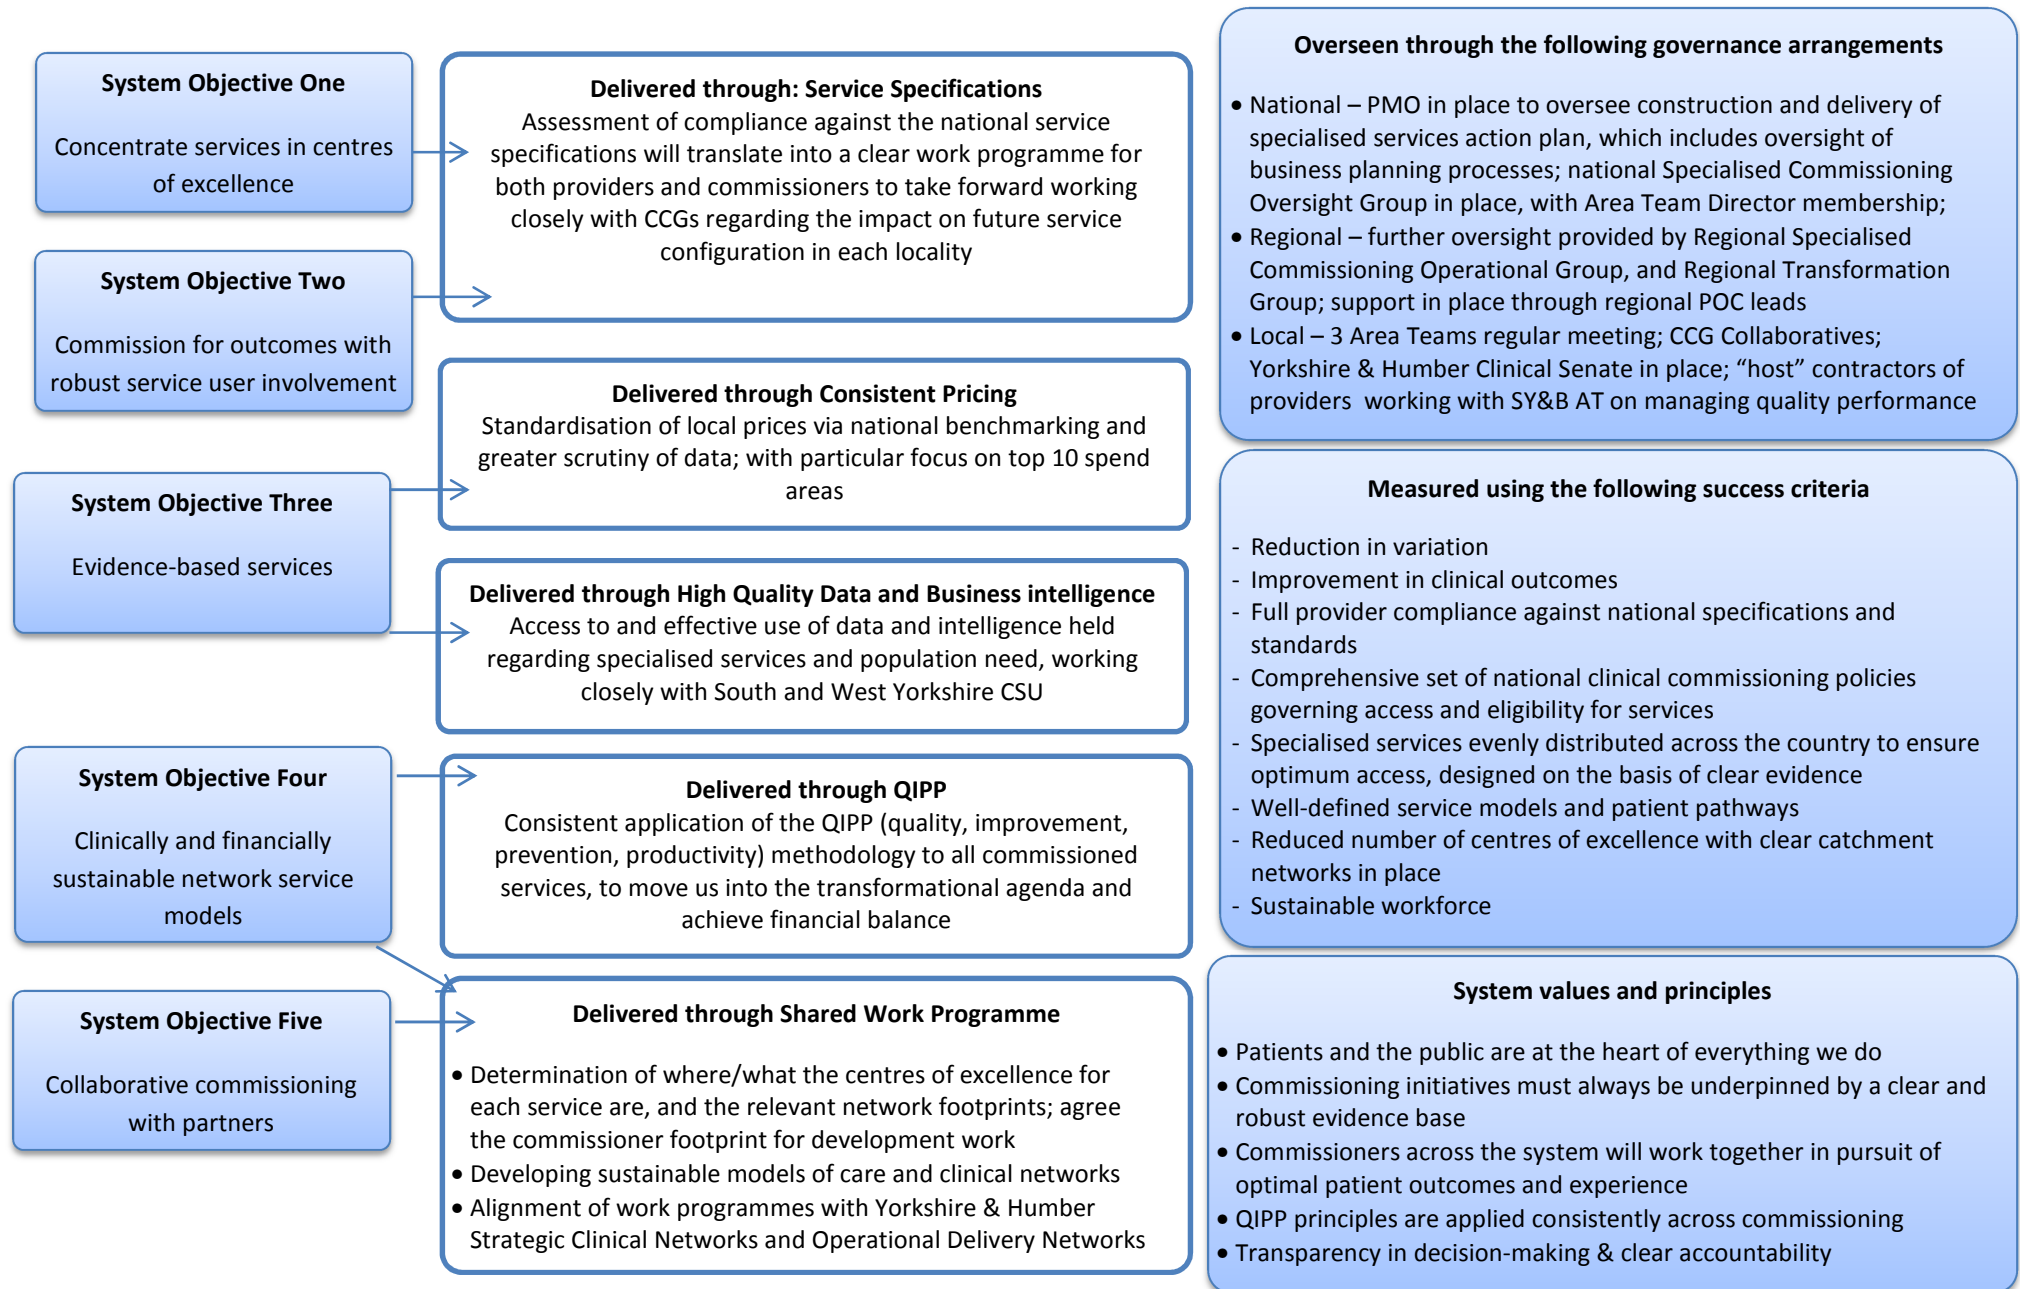 System Objective One
Concentrate services in centres
of excellence
System Objective Two
Commission for outcomes with
robust service user involvement
System Objective Three
Evidence-based services
System Objective Four
Clinically and financially
sustainable network service
models
System Objective Five
Collaborative commissioning
with partners
Delivered through: Service Specifications
Assessment of compliance against the national service
specifications will translate into a clear work programme for
both providers and commissioners to take forward working
closely with CCGs regarding the impact on future service
configuration in each locality
Delivered through Consistent Pricing
Standardisation of local prices via national benchmarking and
greater scrutiny of data; with particular focus on top 10 spend
areas
Delivered through High Quality Data and Business intelligence
Access to and effective use of data and intelligence held
regarding specialised services and population need, working
closely with South and West Yorkshire CSU
Delivered through QIPP
Consistent application of the QIPP (quality, improvement,
prevention, productivity) methodology to all commissioned
services, to move us into the transformational agenda and
achieve financial balance
Delivered through Shared Work Programme
• Determination of where/what the centres of excellence for
each service are, and the relevant network footprints; agree
the commissioner footprint for development work
• Developing sustainable models of care and clinical networks
• Alignment of work programmes with Yorkshire & Humber
Strategic Clinical Networks and Operational Delivery Networks
Overseen through the following governance arrangements
• National – PMO in place to oversee construction and delivery of
specialised services action plan, which includes oversight of
business planning processes; national Specialised Commissioning
Oversight Group in place, with Area Team Director membership;
• Regional – further oversight provided by Regional Specialised
Commissioning Operational Group, and Regional Transformation
Group; support in place through regional POC leads
• Local – 3 Area Teams regular meeting; CCG Collaboratives;
Yorkshire & Humber Clinical Senate in place; “host” contractors of
providers working with SY&B AT on managing quality performance
Measured using the following success criteria
- Reduction in variation
- Improvement in clinical outcomes
- Full provider compliance against national specifications and
standards
- Comprehensive set of national clinical commissioning policies
governing access and eligibility for services
- Specialised services evenly distributed across the country to ensure
optimum access, designed on the basis of clear evidence
- Well-defined service models and patient pathways
- Reduced number of centres of excellence with clear catchment
networks in place
- Sustainable workforce
System values and principles
• Patients and the public are at the heart of everything we do
• Commissioning initiatives must always be underpinned by a clear and
robust evidence base
• Commissioners across the system will work together in pursuit of
optimal patient outcomes and experience
• QIPP principles are applied consistently across commissioning
• Transparency in decision-making & clear accountability